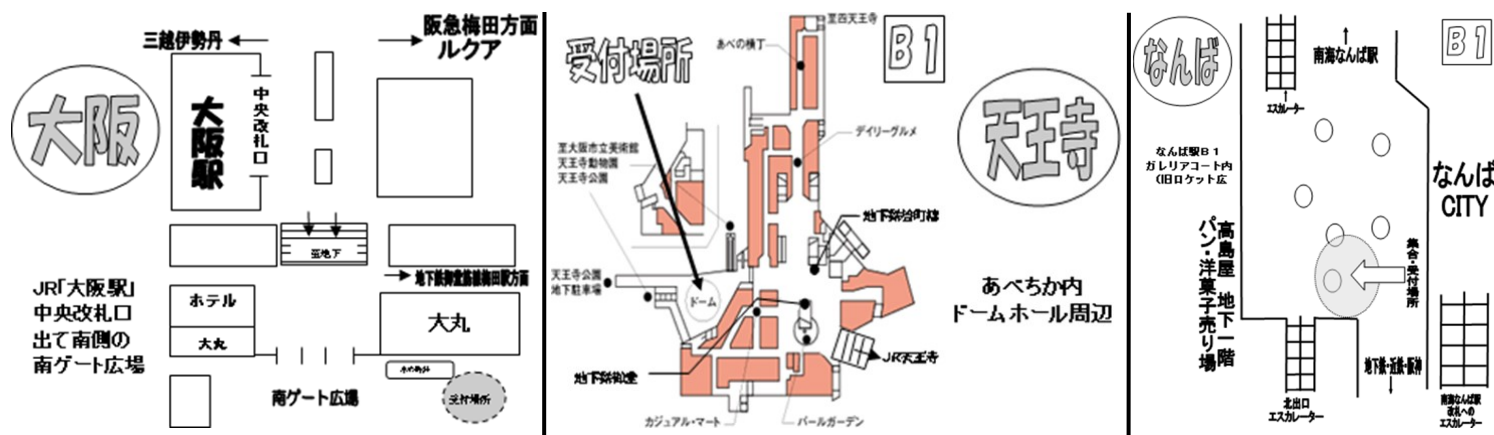 三越伊勢丹
阪急梅田方面
ルクア
大阪
大阪駅
中央改札口
至地下
地下鉄御堂筋線梅田駅方面
JR「大阪駅」
中央改札口
出て南側の
南ゲート広場
ホテル
大丸
大丸
水の時計
南ゲート広場
受付場所
受付場所
B1
至四天王寺
あべの横丁
天王寺
デイリーグルメ
至大阪市立美術館
天王寺動物園
天王寺公園
地下鉄谷町線
天王寺公園
地下駐車場
ドーム
あべちか内
ドームホール周辺
JR天王寺
地下鉄御堂
カジュアル・マート
パールガーデン
なんば
B1
南海なんば駅
エスカレーター
なんば駅B1
ガレリアコート内
(旧ロケット広
なんば
CITY
高島屋 地下一階
パン・洋菓子売り場
集合・受付場所
北出口
エスカレーター
地下鉄・近鉄・阪神
南海なんば駅
改札への
エスカレーター